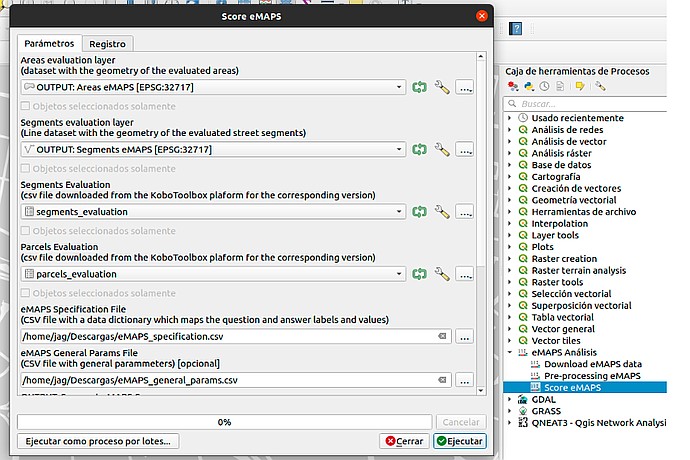 Score eMAPS
Parámetros
Registro
Areas evaluation layer
(dataset with the geometry of the evaluated areas)
OUTPUT: Areas eMAPS [EPSG:32717]
Objetos seleccionados solamente
Segments evaluation layer
(Line dataset with the geometry of the evaluated street segments)
OUTPUT: Segments eMAPS [EPSG:32717]
Objetos seleccionados solamente
Segments Evaluation
(csv file downloaded from the KoboToolbox plaform for the corresponding version)
segments_evaluation
Objetos seleccionados solamente
Parcels Evaluation
(csv file downloaded from the KoboToolbox plaform for the corresponding version)
parcels_evaluation
Objetos seleccionados solamente
eMAPS Specification File
(CSV file with a data dictionary which maps the question and answer labels and values)
/home/jag/Descargas/eMAPS_specification.csv
eMAPS General Params File
(CSV file with general parammeters) [opcional]
/home/jag/Descargas/eMAPS_general_params.csv
0%
Cancelar
Ejecutar como proceso por lotes...
Cerrar
Ejecutar
Caja de herramientas de Procesos
Buscar...
Usado recientemente
Análisis de redes
Análisis de vector
Análisis ráster
Base de datos
Cartografía
Creación de vectores
Geometría vectorial
Herramientas de archivo
Interpolation
Layer tools
Plots
Raster creation
Raster terrain analysis
Raster tools
Selección vectorial
Superposición vectorial
Tabla vectorial
Vector general
Vector tiles
eMAPS Análisis
Download eMAPS data
Pre-processing eMAPS
Score eMAPS
GDAL
GRASS
QNEAT3 - Qgis Network Analysi